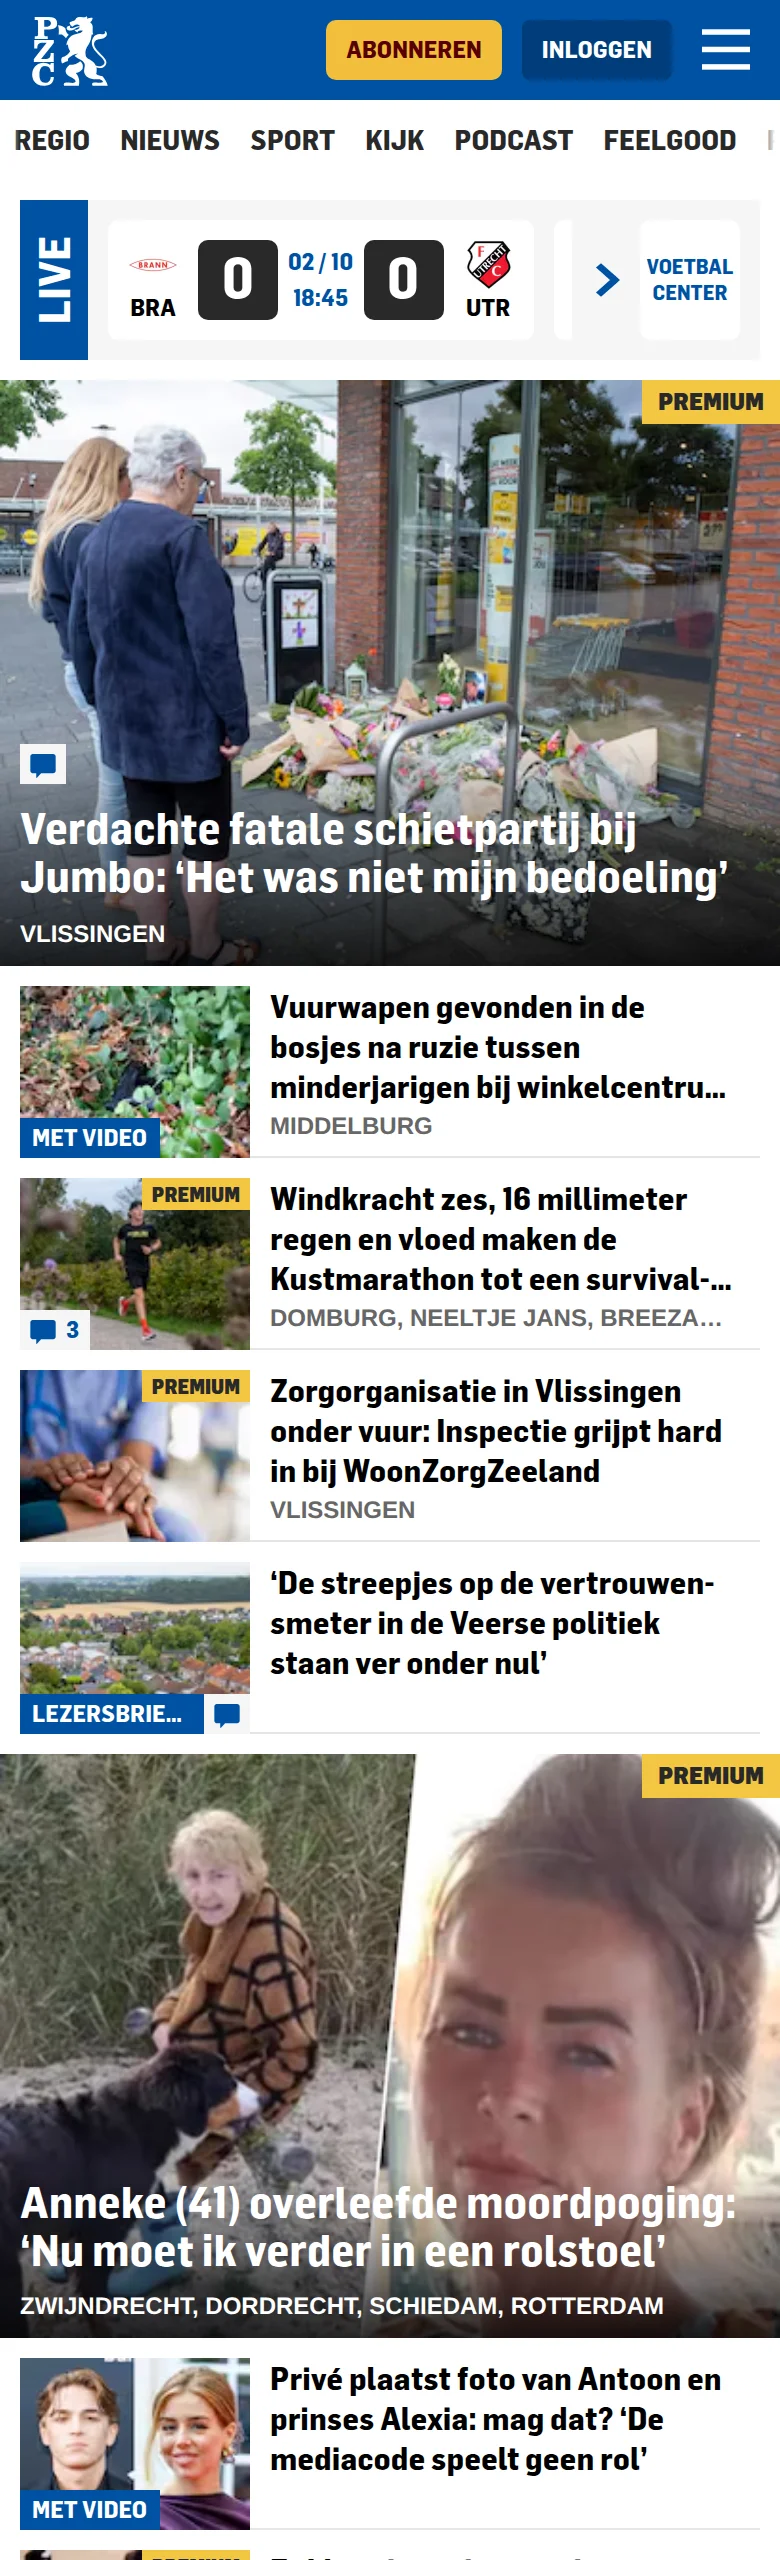 PZC
ABONNEREN
INLOGGEN
REGIO NIEUWS SPORT KIJK PODCAST FEELGOOD
LIVE
BRANN
BRA
0
02 / 10
18:45
0
FC UTRECHT
UTR
VOETBAL
CENTER
PREMIUM
Verdachte fatale schietpartij bij
Jumbo: ‘Het was niet mijn bedoeling’
VLISSINGEN
Vuurwapen gevonden in de
bosjes na ruzie tussen
minderjarigen bij winkelcentru...
MET VIDEO
MIDDELBURG
PREMIUM
Windkracht zes, 16 millimeter
regen en vloed maken de
Kustmarathon tot een survival-...
3
DOMBURG, NEELTJE JANS, BREEZA...
PREMIUM
Zorgorganisatie in Vlissingen
onder vuur: Inspectie grijpt hard
in bij WoonZorgZeeland
VLISSINGEN
‘De streepjes op de vertrouwen-
smeter in de Veerse politiek
staan ver onder nul’
LEZERSBRIE...
PREMIUM
Anneke (41) overleefde moordpoging:
‘Nu moet ik verder in een rolstoel’
ZWIJNDRECHT, DORDRECHT, SCHIEDAM, ROTTERDAM
Privé plaatst foto van Antoon en
prinses Alexia: mag dat? ‘De
mediacode speelt geen rol’
MET VIDEO